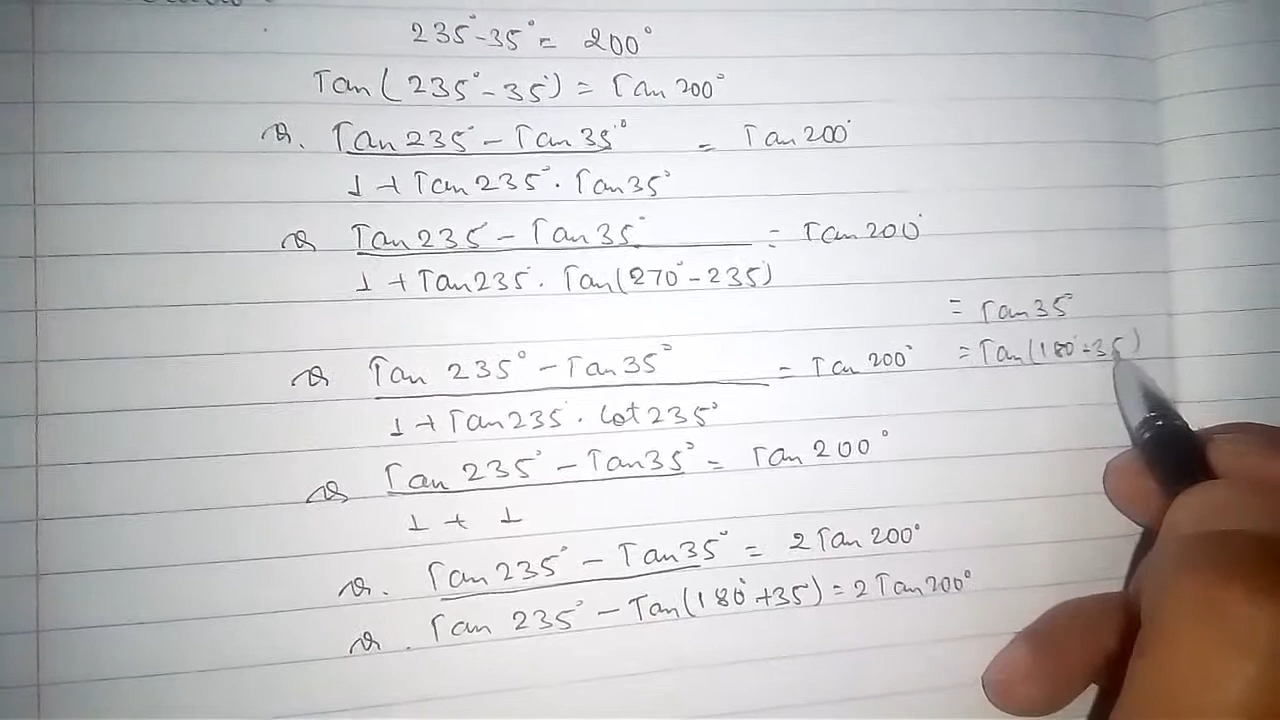 235° - 35° = 200°
Tan(235° - 35°) = Tan 200°
or. Tan 235° - Tan 35° = Tan 200°
1 + Tan 235° . Tan 35°
or Tan 235 - Tan 35° = Tan 200°
1 + Tan 235° . Tan(270° - 235)
= Tan 35°
or Tan 235° - Tan 35° = Tan 200° = Tan(180°-35)
1 + Tan 235° . Cot 235°
or Tan 235° - Tan 35° = Tan 200°
1 + 1
or. Tan 235° - Tan 35° = 2 Tan 200°
or . Tan 235° - Tan(180° + 35) = 2 Tan 200°